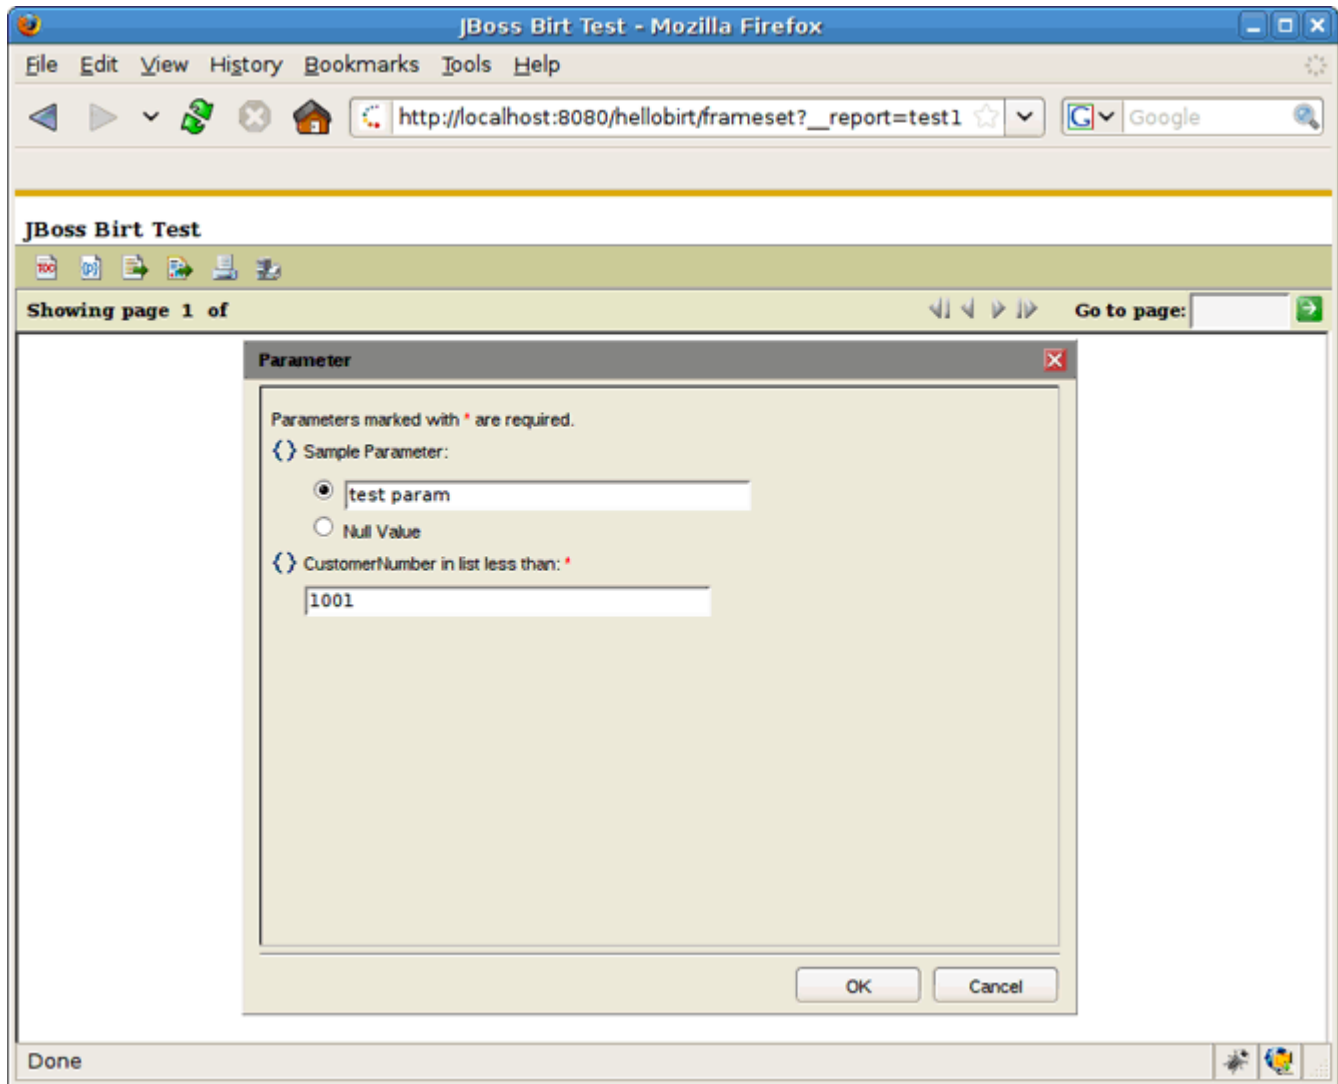 JBoss Birt Test - Mozilla Firefox
File Edit View History Bookmarks Tools Help
http://localhost:8080/hellobirt/frameset?__report=test1 G Google
JBoss Birt Test
TOC {p}
Showing page 1 of Go to page:
Parameter
Parameters marked with * are required.
{} Sample Parameter:
test param
Null Value
{} CustomerNumber in list less than: *
1001
OK Cancel
Done